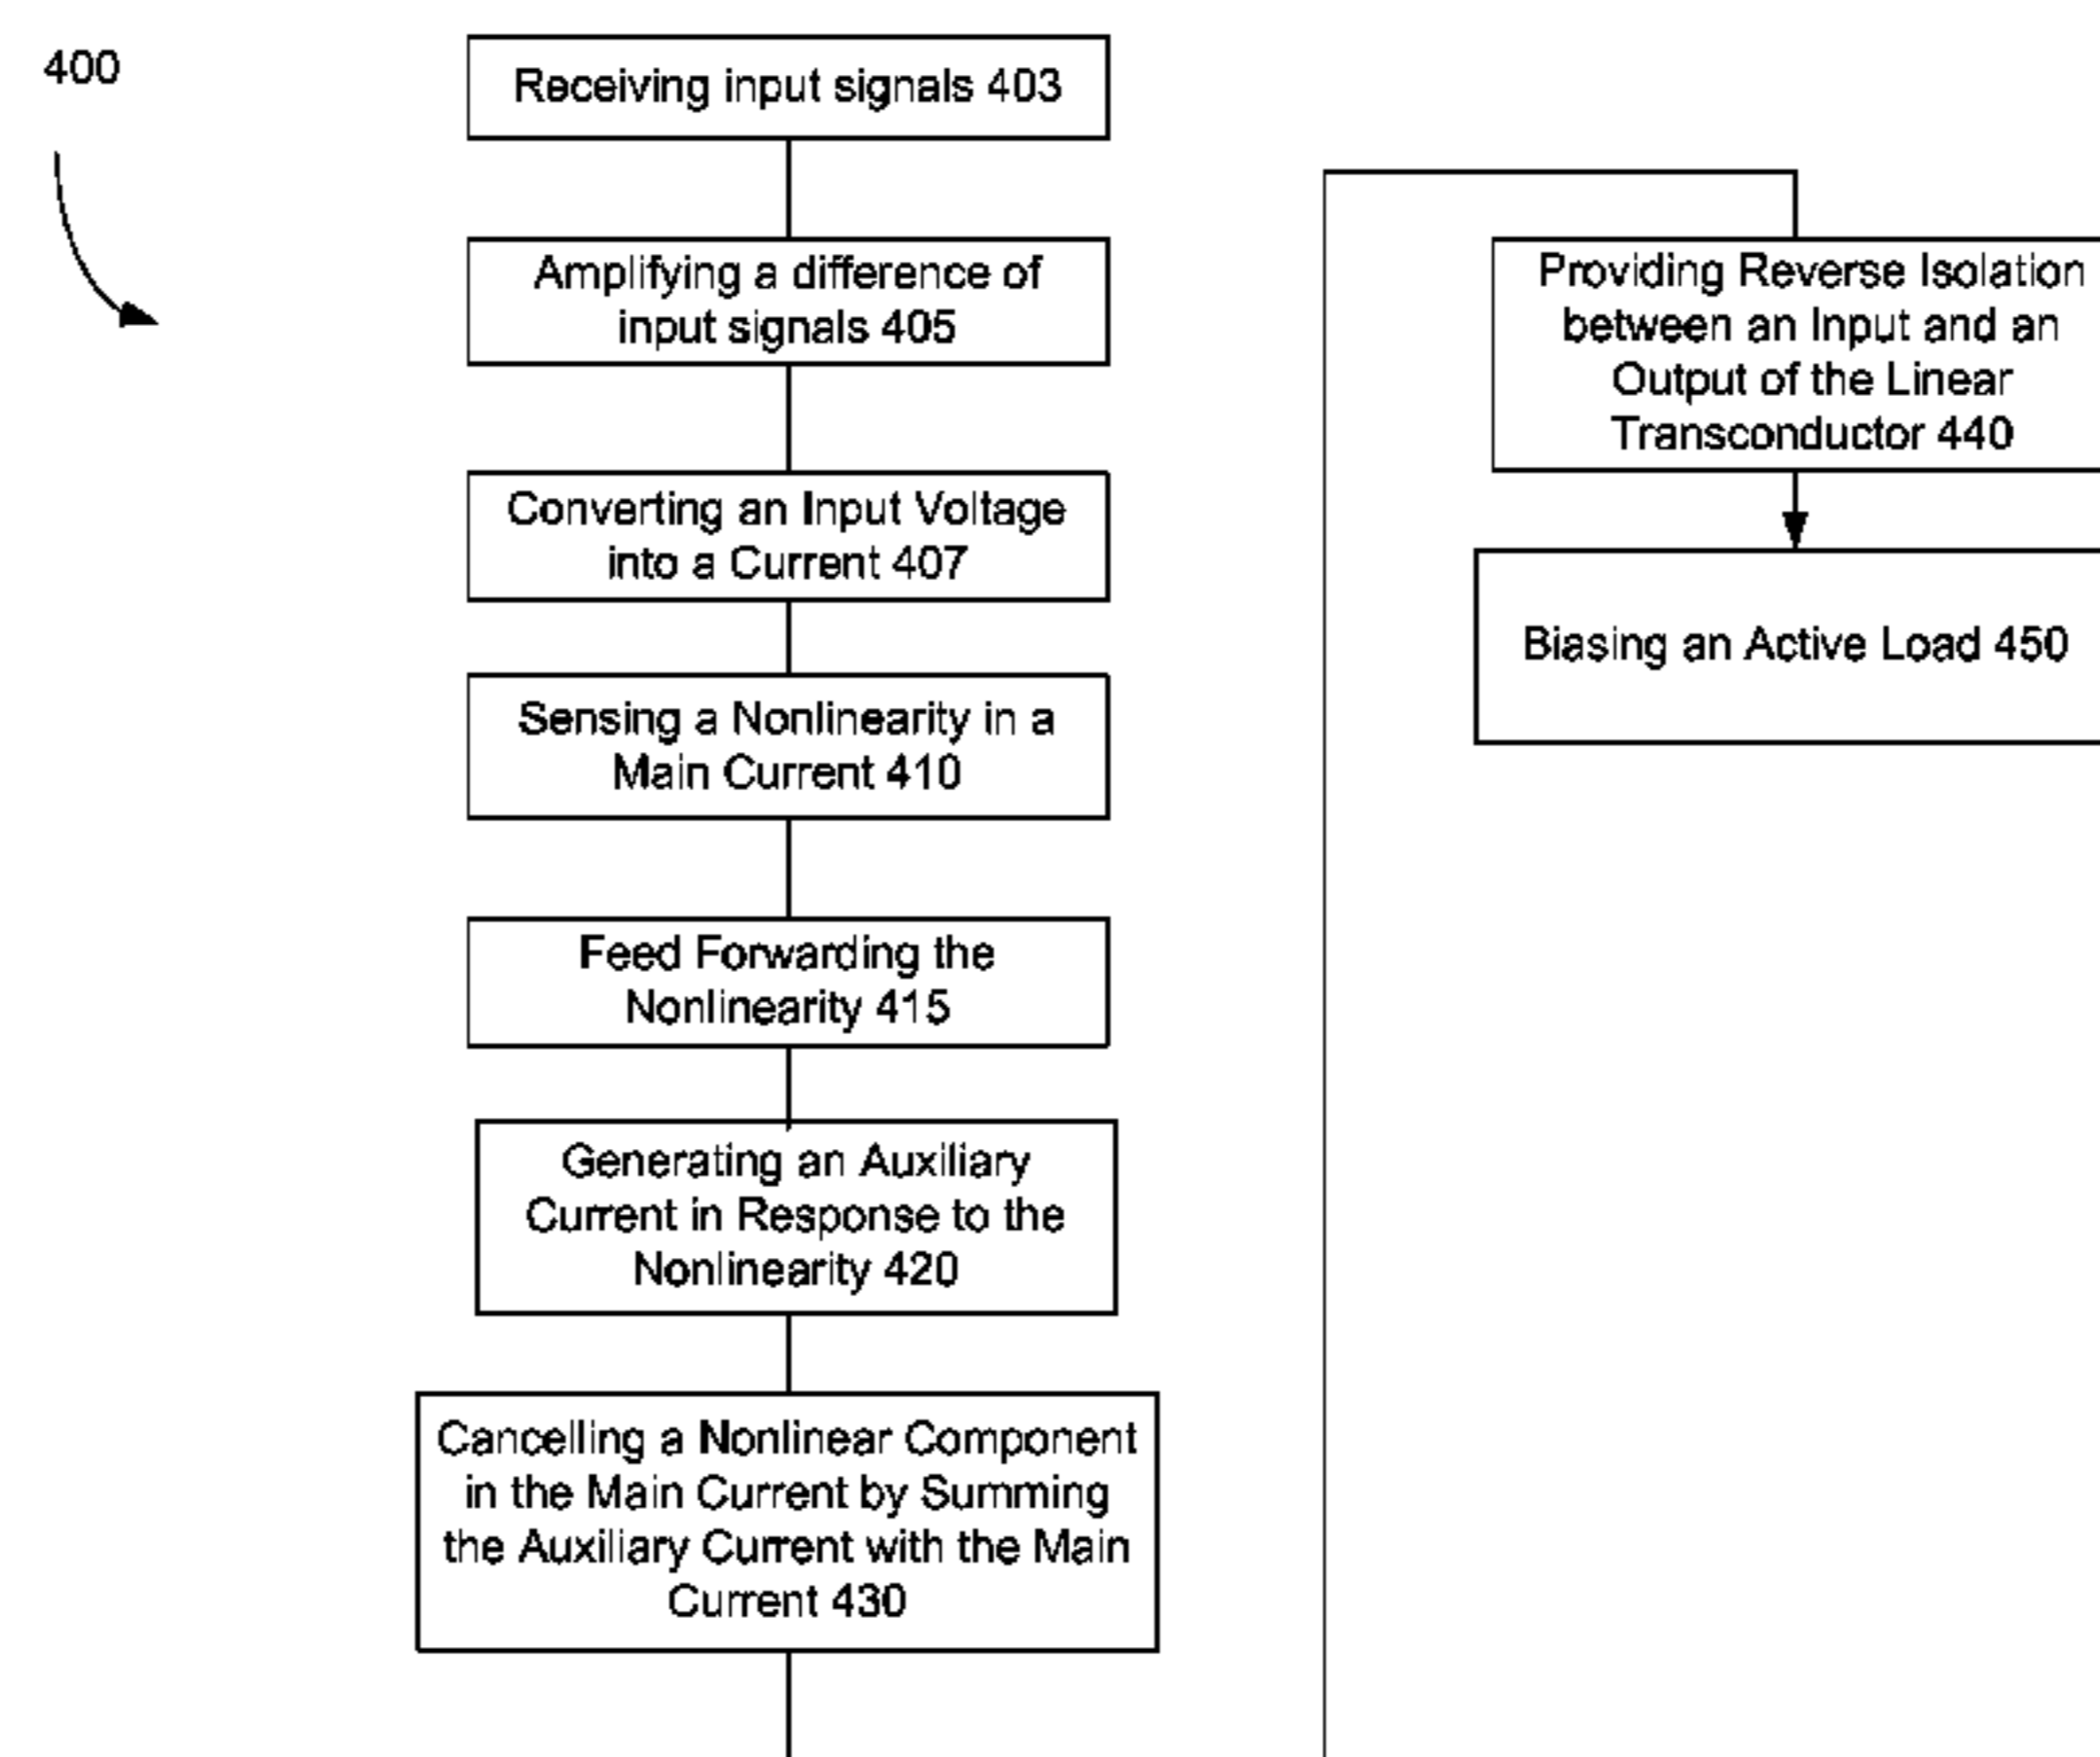 400
Receiving input signals 403
Amplifying a difference of
input signals 405
Converting an Input Voltage
into a Current 407
Sensing a Nonlinearity in a
Main Current 410
Feed Forwarding the
Nonlinearity 415
Generating an Auxiliary
Current in Response to the
Nonlinearity 420
Cancelling a Nonlinear Component
in the Main Current by Summing
the Auxiliary Current with the Main
Current 430
Providing Reverse Isolation
between an Input and an
Output of the Linear
Transconductor 440
Biasing an Active Load 450